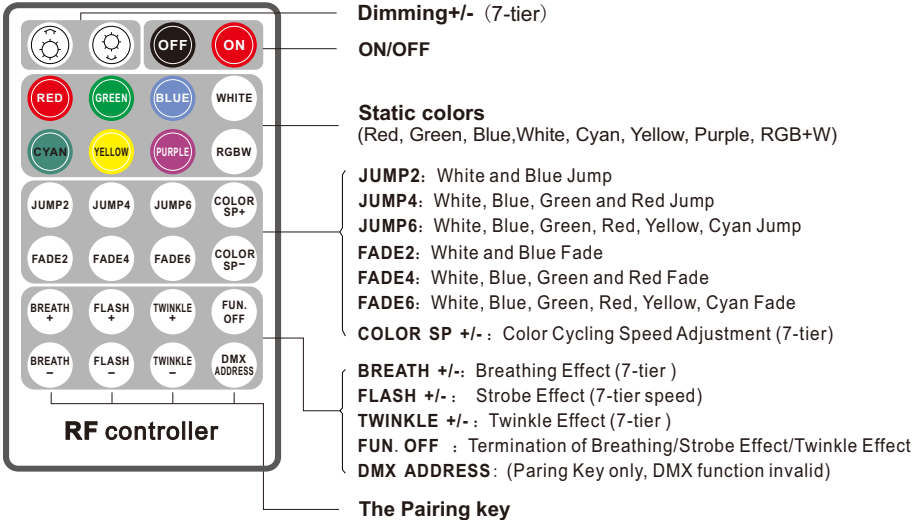 Dimming+/- (7-tier)
OFF ON
ON/OFF
RED GREEN BLUE WHITE
CYAN YELLOW PURPLE RGBW
Static colors
(Red, Green, Blue,White, Cyan, Yellow, Purple, RGB+W)
JUMP2 JUMP4 JUMP6 COLOR SP+
FADE2 FADE4 FADE6 COLOR SP-
JUMP2: White and Blue Jump
JUMP4: White, Blue, Green and Red Jump
JUMP6: White, Blue, Green, Red, Yellow, Cyan Jump
FADE2: White and Blue Fade
FADE4: White, Blue, Green and Red Fade
FADE6: White, Blue, Green, Red, Yellow, Cyan Fade
COLOR SP +/- : Color Cycling Speed Adjustment (7-tier)
BREATH + FLASH + TWINKLE + FUN. OFF
BREATH - FLASH - TWINKLE - DMX ADDRESS
BREATH +/-: Breathing Effect (7-tier )
FLASH +/- : Strobe Effect (7-tier speed)
TWINKLE +/- : Twinkle Effect (7-tier )
FUN. OFF : Termination of Breathing/Strobe Effect/Twinkle Effect
DMX ADDRESS: (Paring Key only, DMX function invalid)
RF controller
The Pairing key